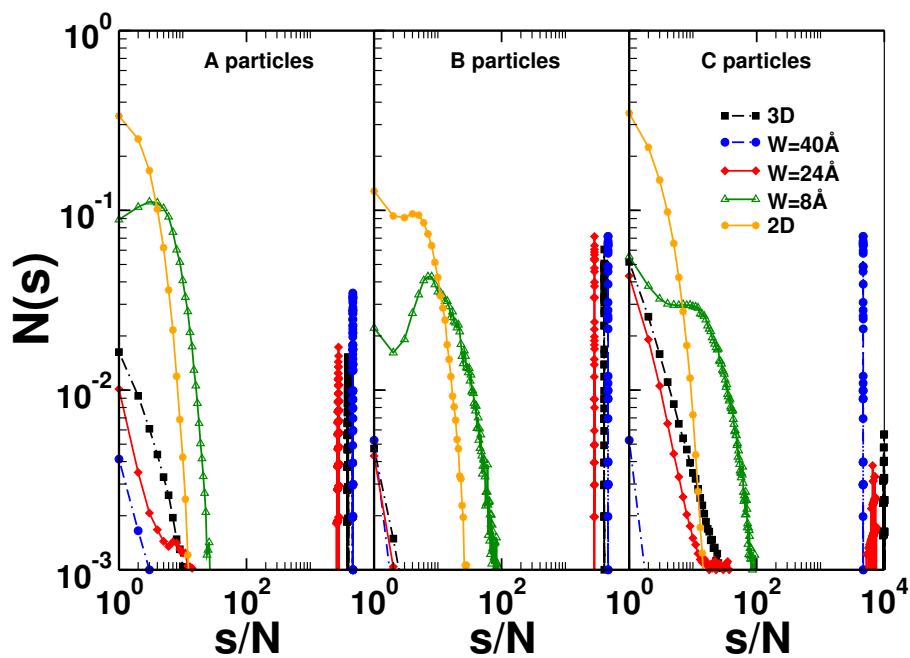 10^0
A particles
B particles
C particles
3D
W=40Å
W=24Å
W=8Å
2D
10^-1
N(s)
10^-2
10^-3
10^0 10^2 10^0 10^2 10^0 10^2 10^4
s/N s/N s/N